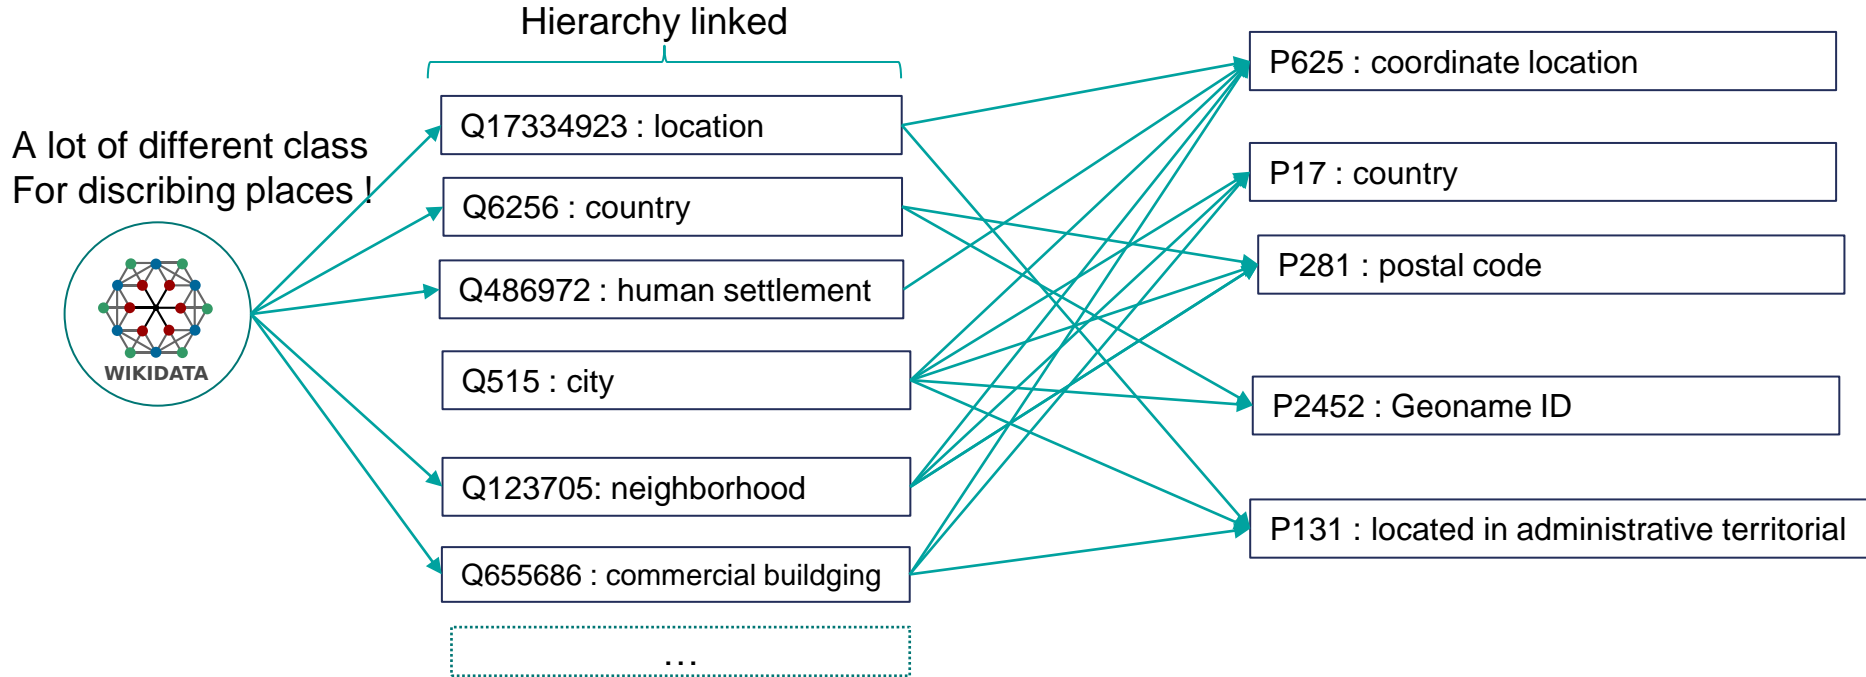 Hierarchy linked
A lot of different class
For discribing places !
WIKIDATA
Q17334923 : location
Q6256 : country
Q486972 : human settlement
Q515 : city
Q123705: neighborhood
Q655686 : commercial buildging
...
P625 : coordinate location
P17 : country
P281 : postal code
P2452 : Geoname ID
P131 : located in administrative territorial